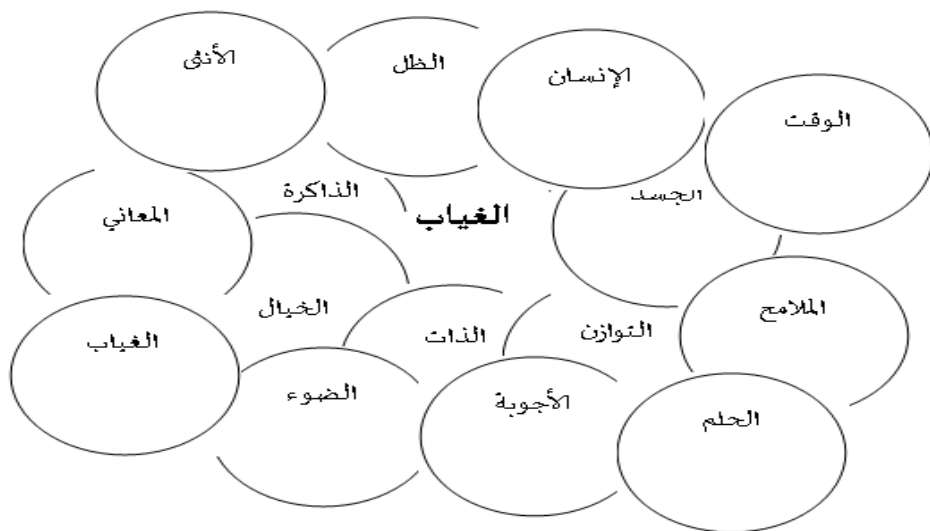 الأنثى
الظل
الإنسان
الوقت
المعاني
الذاكرة
الغياب
الجسد
الخيال
الذات
التوازن
الملامح
الغياب
الضوء
الأجوبة
الحلم